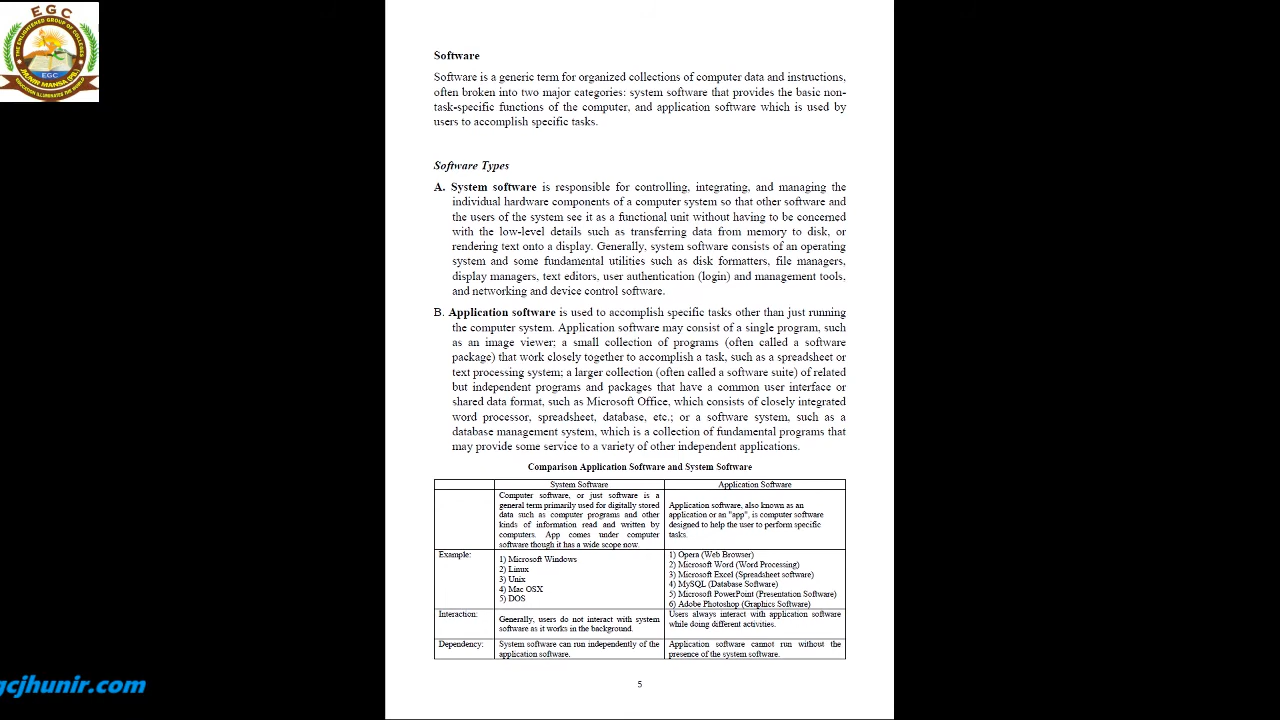 EGC
THE ENLIGHTENED GROUP OF COLLEGES
EGC
JHUNIR MANSA (PB.)
EDUCATION ILLUMINATES THE WORLD
Software
Software is a generic term for organized collections of computer data and instructions,
often broken into two major categories: system software that provides the basic non-
task-specific functions of the computer, and application software which is used by
users to accomplish specific tasks.
Software Types
A. System software is responsible for controlling, integrating, and managing the
individual hardware components of a computer system so that other software and
the users of the system see it as a functional unit without having to be concerned
with the low-level details such as transferring data from memory to disk, or
rendering text onto a display. Generally, system software consists of an operating
system and some fundamental utilities such as disk formatters, file managers,
display managers, text editors, user authentication (login) and management tools,
and networking and device control software.
B. Application software is used to accomplish specific tasks other than just running
the computer system. Application software may consist of a single program, such
as an image viewer; a small collection of programs (often called a software
package) that work closely together to accomplish a task, such as a spreadsheet or
text processing system; a larger collection (often called a software suite) of related
but independent programs and packages that have a common user interface or
shared data format, such as Microsoft Office, which consists of closely integrated
word processor, spreadsheet, database, etc.; or a software system, such as a
database management system, which is a collection of fundamental programs that
may provide some service to a variety of other independent applications.
Comparison Application Software and System Software
System Software
Application Software
Computer software, or just software is a
general term primarily used for digitally stored
data such as computer programs and other
kinds of information read and written by
computers. App comes under computer
software though it has a wide scope now.
Application software, also known as an
application or an "app", is computer software
designed to help the user to perform specific
tasks.
Example:
1) Microsoft Windows
2) Linux
3) Unix
4) Mac OSX
5) DOS
1) Opera (Web Browser)
2) Microsoft Word (Word Processing)
3) Microsoft Excel (Spreadsheet software)
4) MySQL (Database Software)
5) Microsoft PowerPoint (Presentation Software)
6) Adobe Photoshop (Graphics Software)
Interaction:
Generally, users do not interact with system
software as it works in the background.
Users always interact with application software
while doing different activities.
Dependency:
System software can run independently of the
application software.
Application software cannot run without the
presence of the system software.
5
gcjhunir.com